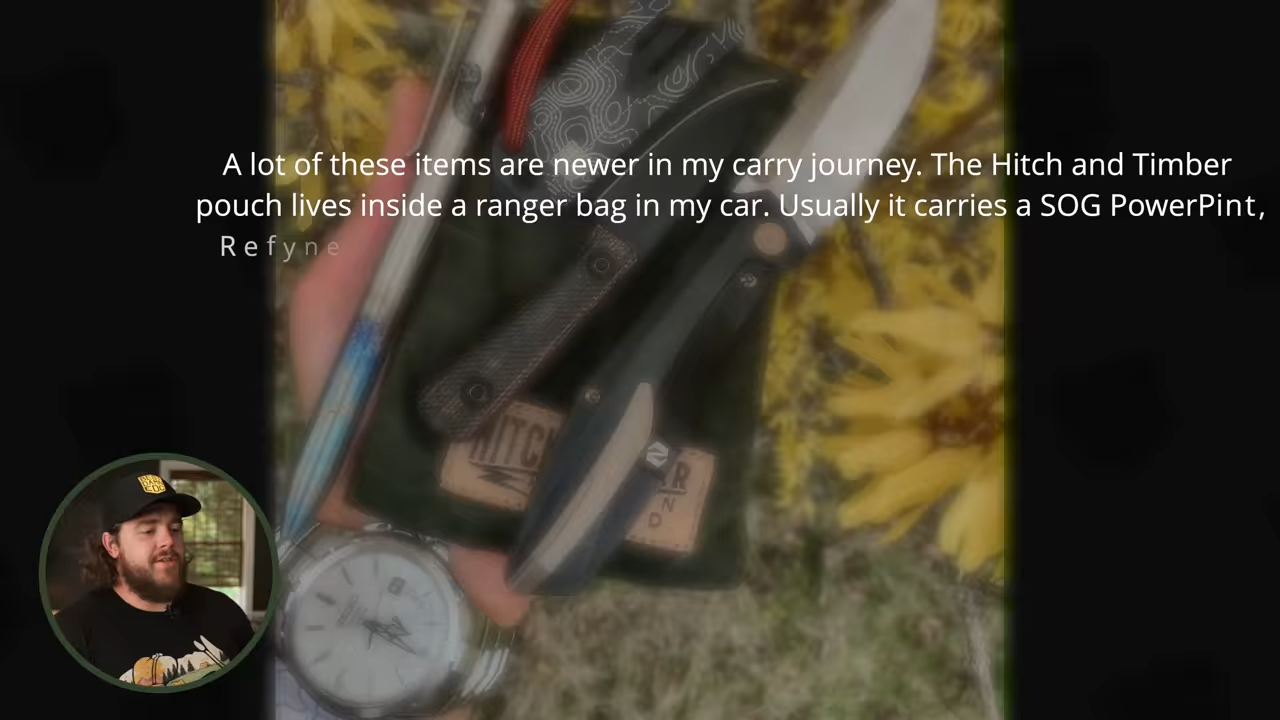 A lot of these items are newer in my carry journey. The Hitch and Timber
pouch lives inside a ranger bag in my car. Usually it carries a SOG PowerPint,
Refyne
HITCH
R
N
D